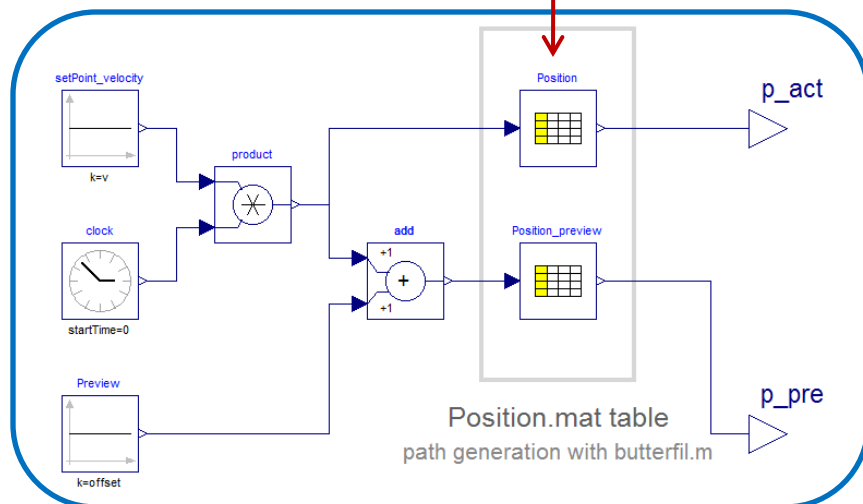 setPoint_velocity
k=v
clock
startTime=0
Preview
k=offset
product
add
+1
+
+1
Position
Position_preview
p_act
p_pre
Position.mat table
path generation with butterfil.m